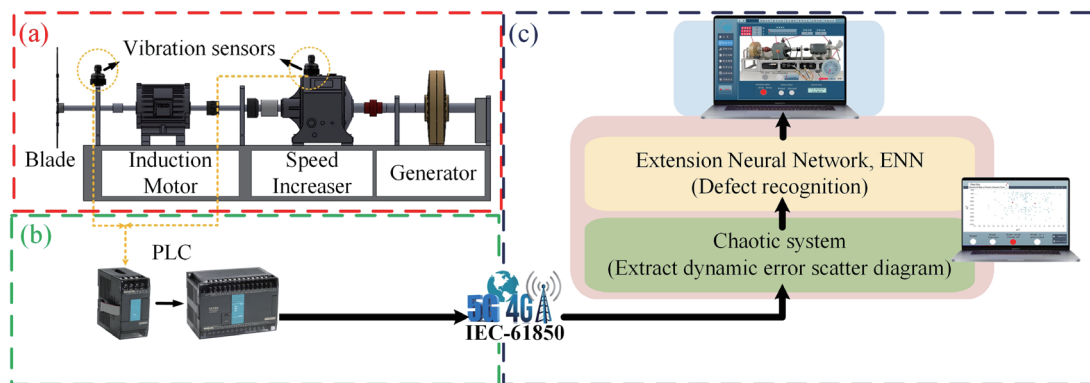 (a)
Vibration sensors
Blade
Induction
Motor
Speed
Increaser
Generator
(b)
PLC
5G 4G
IEC-61850
(c)
Extension Neural Network, ENN
(Defect recognition)
Chaotic system
(Extract dynamic error scatter diagram)